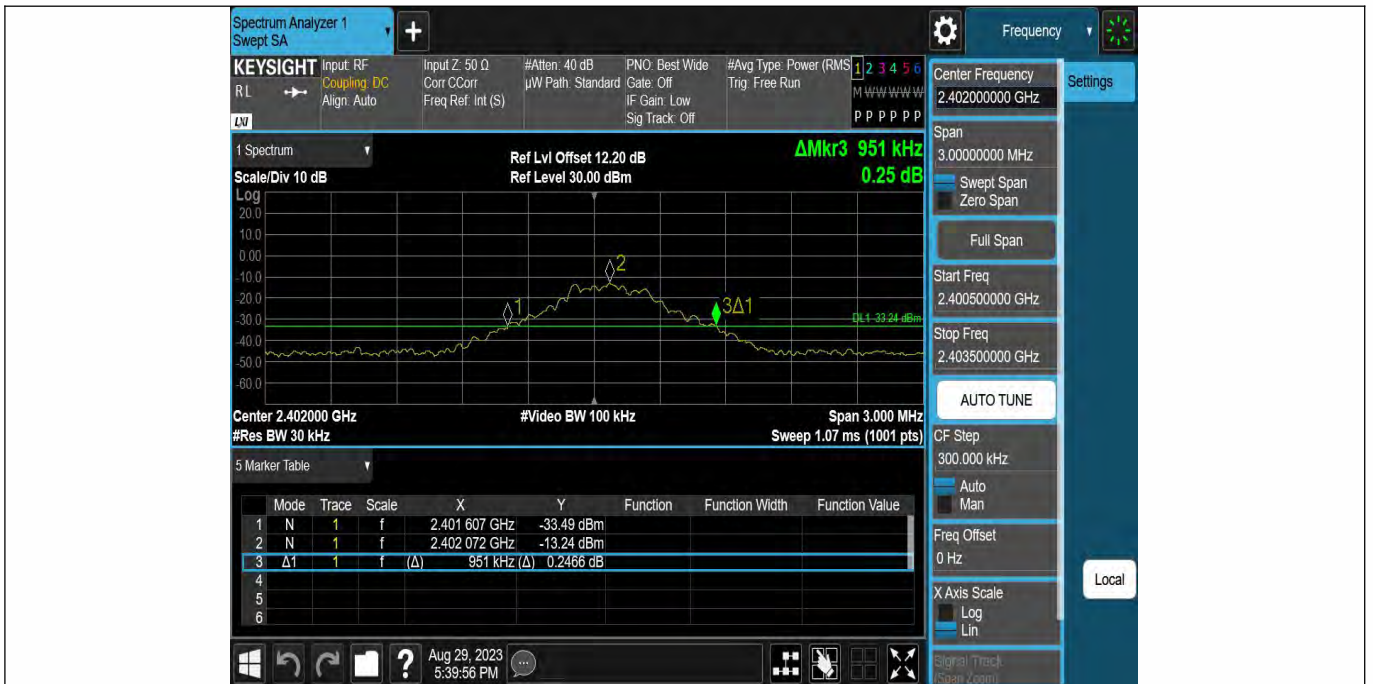 Spectrum Analyzer 1
Swept SA
+
Frequency
KEYSIGHT
RL
LXI
Input: RF
Coupling: DC
Align: Auto
Input Z: 50 Ω
Corr CCorr
Freq Ref: Int (S)
#Atten: 40 dB
µW Path: Standard
PNO: Best Wide
Gate: Off
IF Gain: Low
Sig Track: Off
#Avg Type: Power (RMS
Trig: Free Run
1 2 3 4 5 6
M W W W W W
P P P P P P
1 Spectrum
Scale/Div 10 dB
Ref Lvl Offset 12.20 dB
Ref Level 30.00 dBm
ΔMkr3 951 kHz
0.25 dB
Log
20.0
10.0
0.00
-10.0
-20.0
-30.0
-40.0
-50.0
-60.0
1
2
3Δ1
DL1 -33.24 dBm
Center 2.402000 GHz
#Video BW 100 kHz
Span 3.000 MHz
#Res BW 30 kHz
Sweep 1.07 ms (1001 pts)
5 Marker Table
Mode Trace Scale X Y Function Function Width Function Value
1 N 1 f 2.401 607 GHz -33.49 dBm
2 N 1 f 2.402 072 GHz -13.24 dBm
3 Δ1 1 f (Δ) 951 kHz (Δ) 0.2466 dB
4
5
6
?
Aug 29, 2023
5:39:56 PM
Center Frequency
2.402000000 GHz
Settings
Span
3.00000000 MHz
Swept Span
Zero Span
Full Span
Start Freq
2.400500000 GHz
Stop Freq
2.403500000 GHz
AUTO TUNE
CF Step
300.000 kHz
Auto
Man
Freq Offset
0 Hz
X Axis Scale
Log
Lin
Signal Track
(Span Zoom)
Local